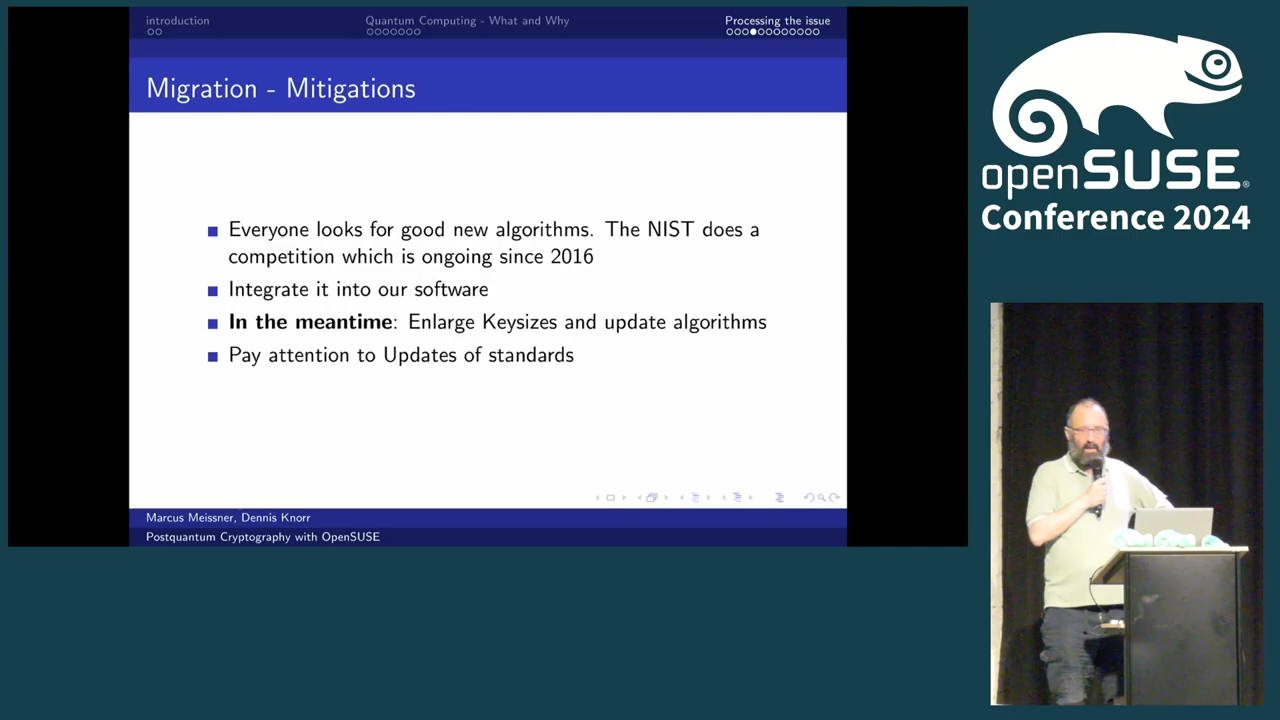 introduction
Quantum Computing - What and Why
Processing the issue
Migration - Mitigations
Everyone looks for good new algorithms. The NIST does a
competition which is ongoing since 2016
Integrate it into our software
In the meantime: Enlarge Keysizes and update algorithms
Pay attention to Updates of standards
Marcus Meissner, Dennis Knorr
Postquantum Cryptography with OpenSUSE
openSUSE®
Conference 2024